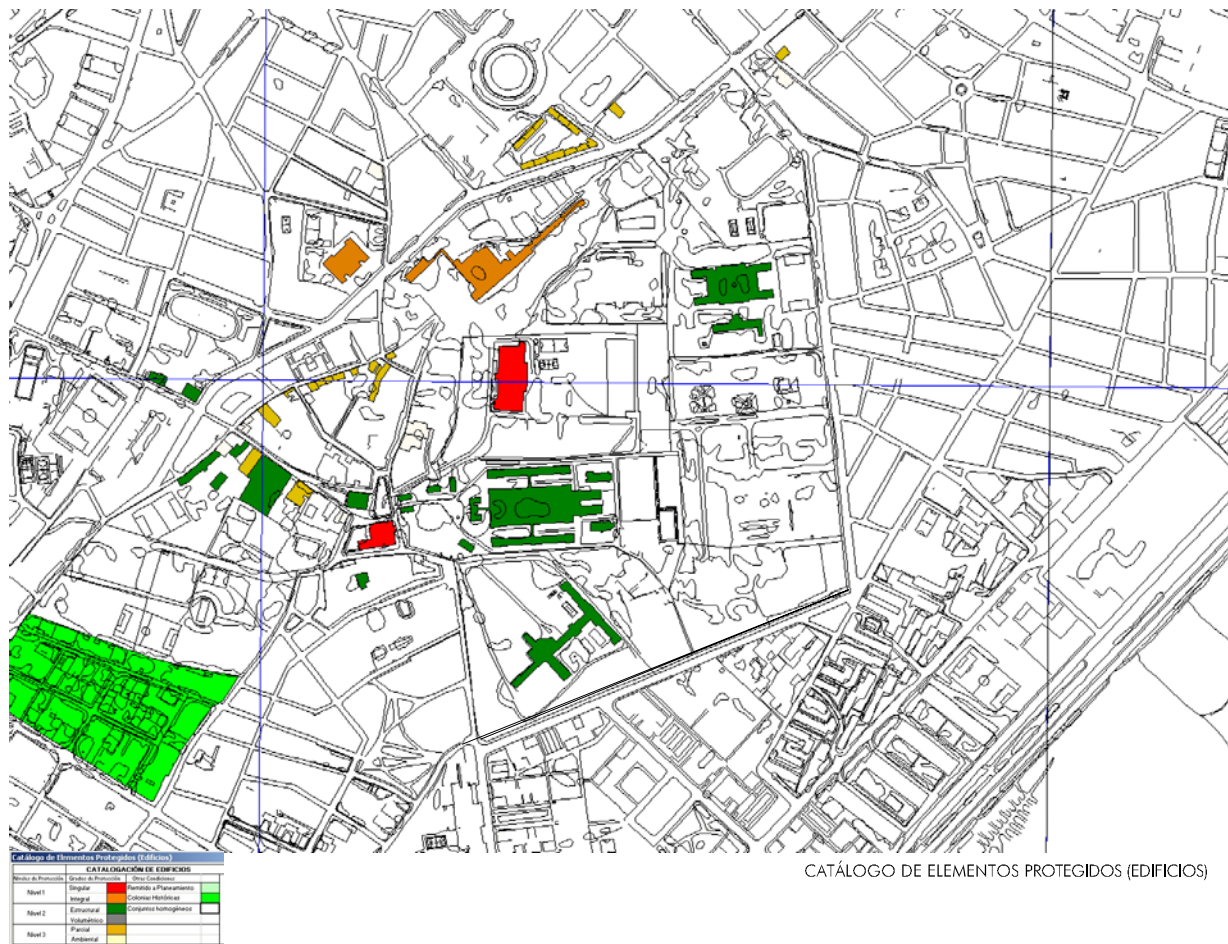 CATÁLOGO DE ELEMENTOS PROTEGIDOS (EDIFICIOS)
Catálogo de Elementos Protegidos (Edificios)
CATALOGACIÓN DE EDIFICIOS
Niveles de Protección Grados de Protección Otras Condiciones
Nivel 1 Singular Remitido a Planeamiento
Integral Colonias Históricas
Nivel 2 Estructural Conjuntos homogéneos
Volumétrico
Nivel 3 Parcial
Ambiental